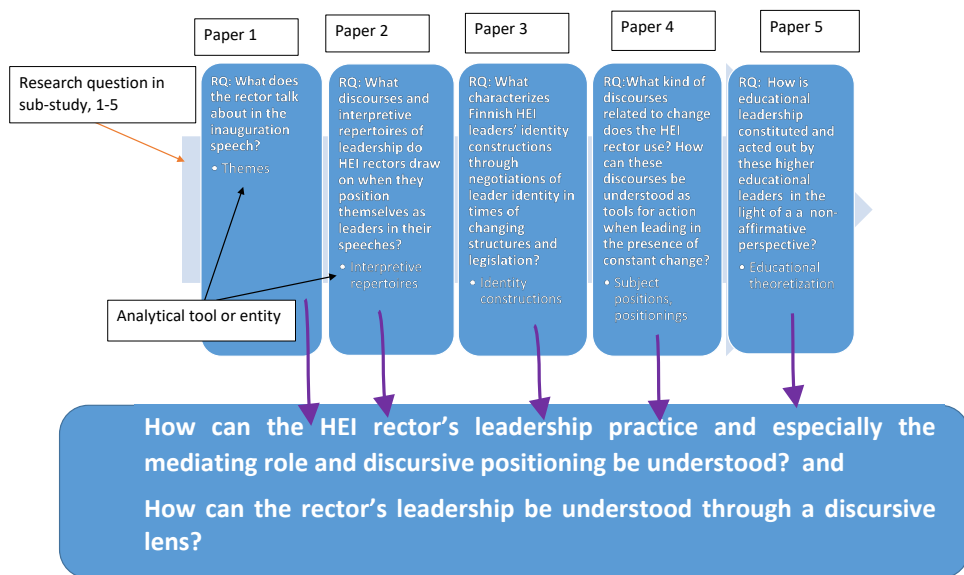 Paper 1
Paper 2
Paper 3
Paper 4
Paper 5
Research question in
sub-study, 1-5
RQ: What does
the rector talk
about in the
inauguration
speech?
• Themes
RQ: What
discourses and
interpretive
repertoires of
leadership do
HEI rectors draw
on when they
position
themselves as
leaders in their
speeches?
• Interpretive
repertoires
RQ: What
characterizes
Finnish HEI
leaders' identity
constructions
through
negotiations of
leader identity in
times of
changing
structures and
legislation?
• Identity
constructions
RQ:What kind of
discourses
related to change
does the HEI
rector use? How
can these
discourses be
understood as
tools for action
when leading in
the presence of
constant change?
• Subject
positions,
positionings
RQ: How is
educational
leadership
constituted and
acted out by
these higher
educational
leaders in the
light of a a non-
affirmative
perspective?
• Educational
theoretization
Analytical tool or entity
How can the HEI rector's leadership practice and especially the
mediating role and discursive positioning be understood? and
How can the rector's leadership be understood through a discursive
lens?